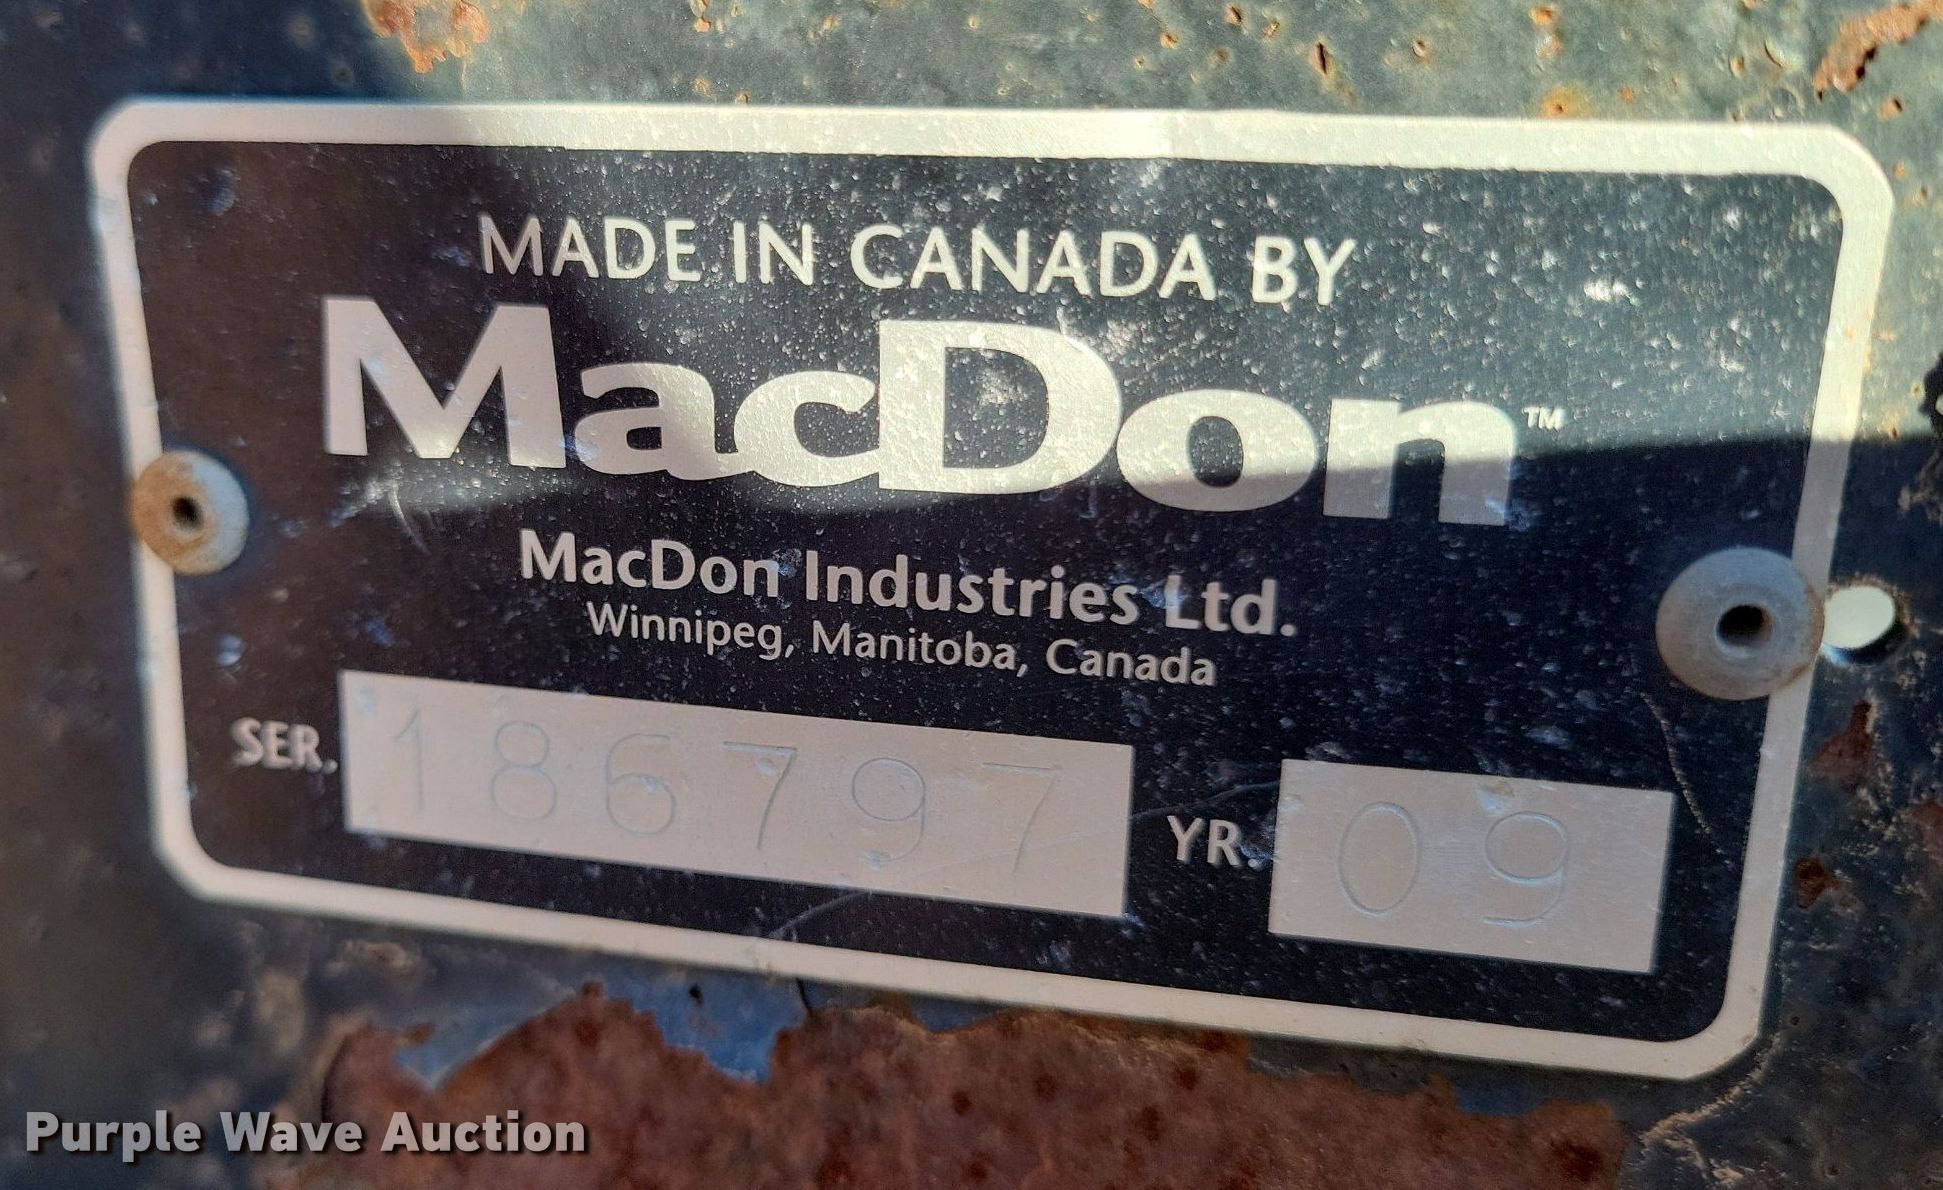 MADE IN CANADA BY
MacDon™
MacDon Industries Ltd.
Winnipeg, Manitoba, Canada
SER. 186797 YR. 09
Purple Wave Auction